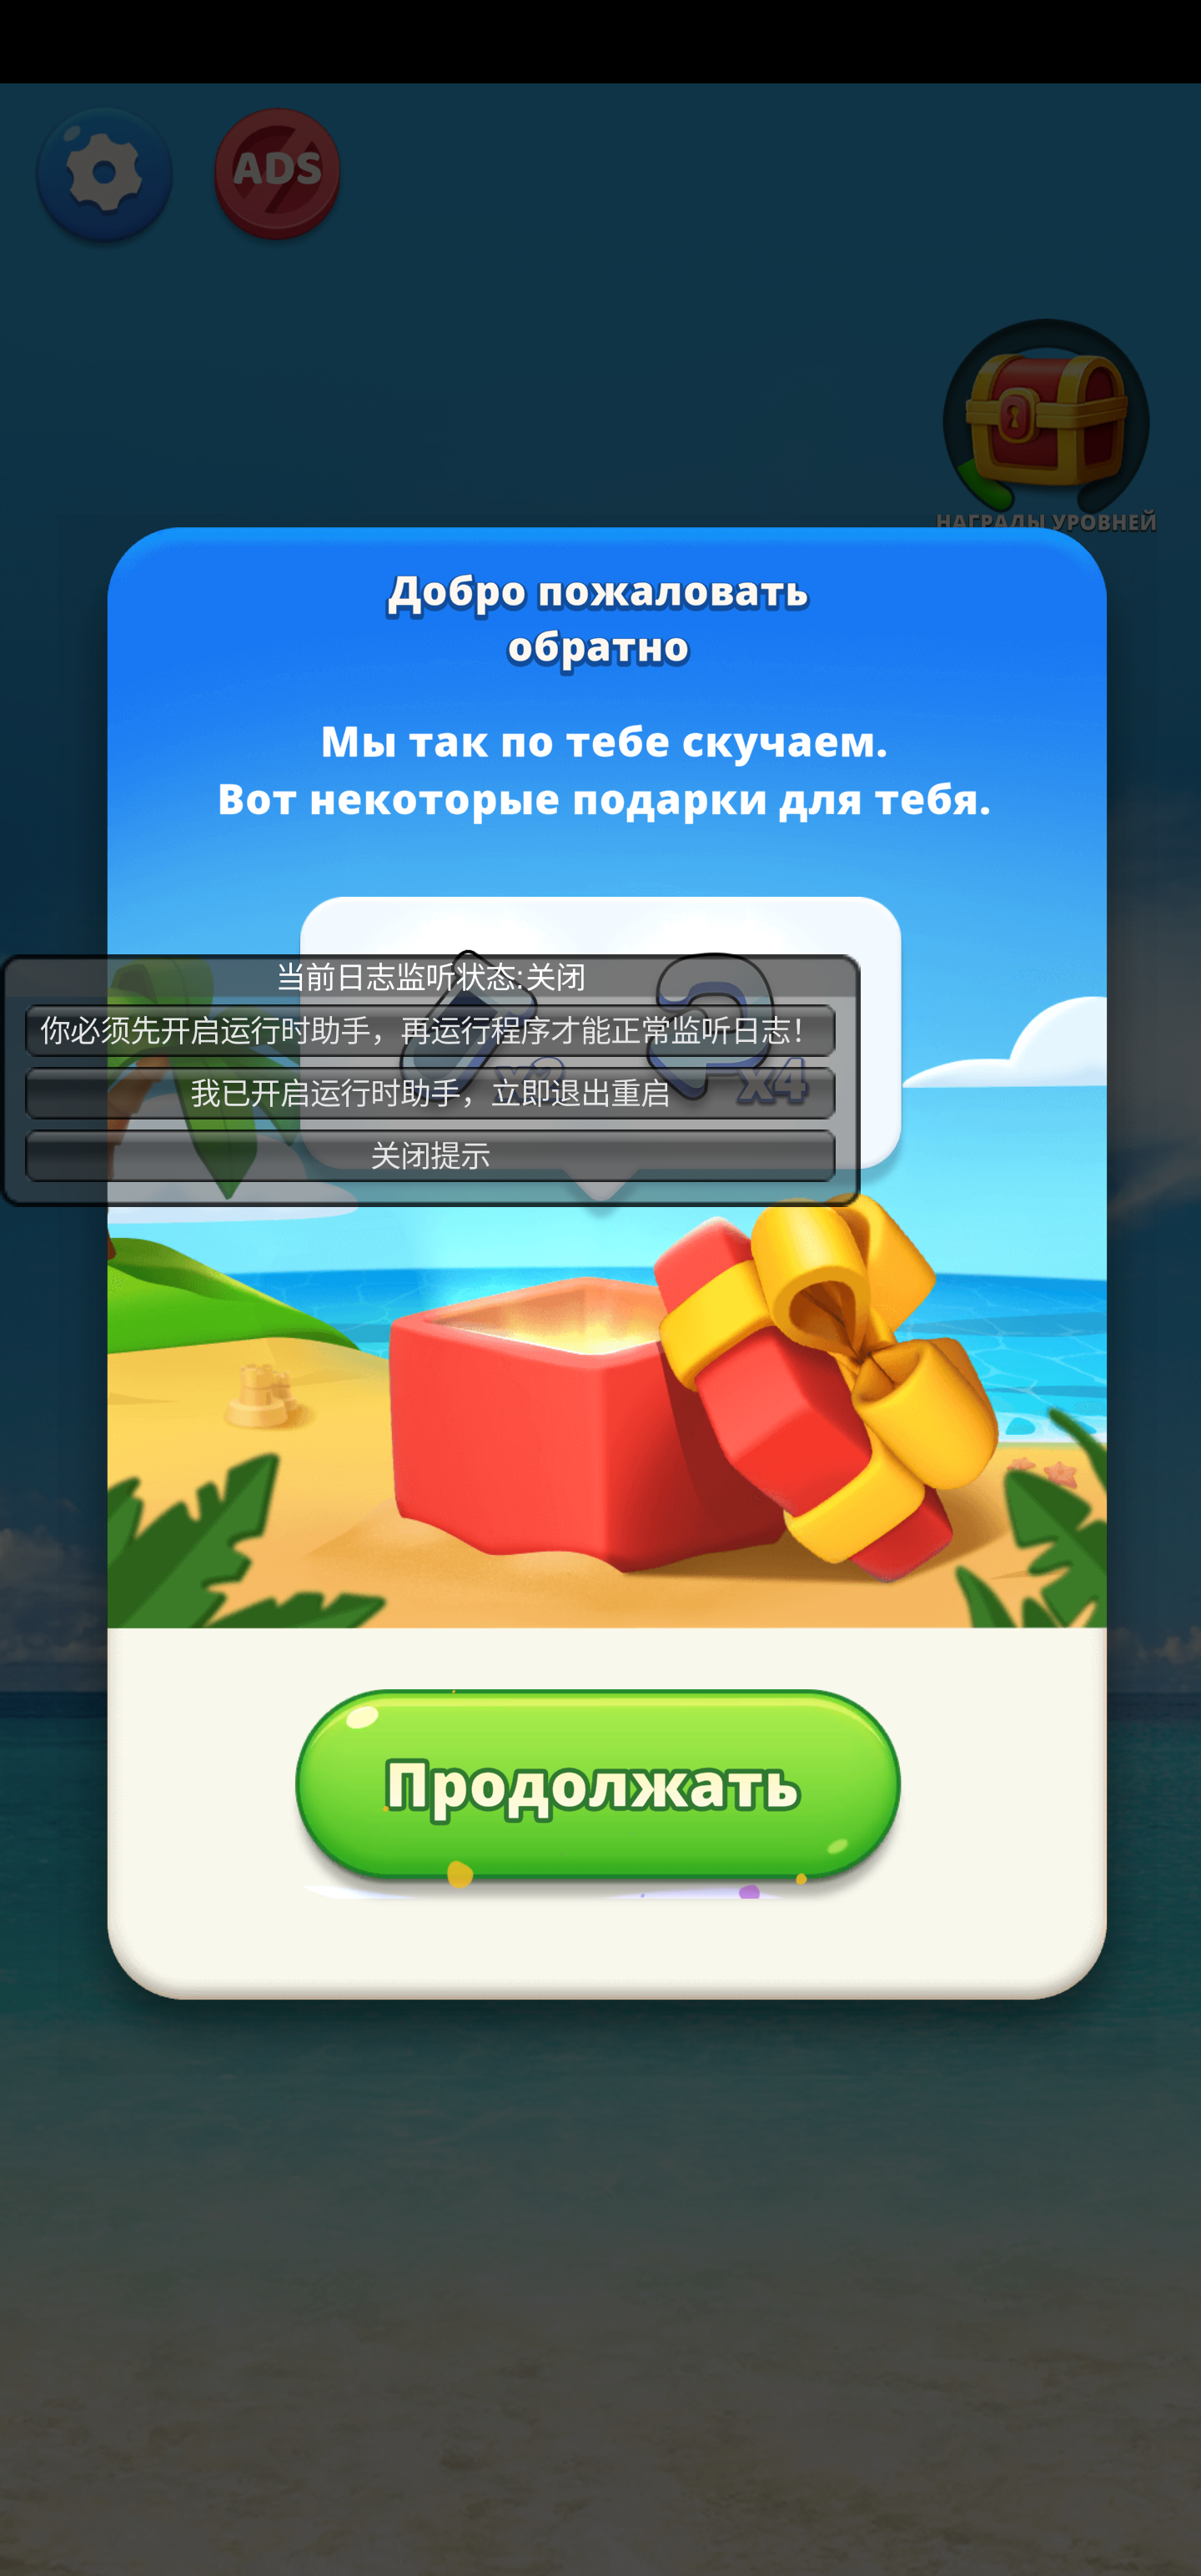 ADS
НАГРАДЫ УРОВНЕЙ
Добро пожаловать
обратно
Мы так по тебе скучаем.
Вот некоторые подарки для тебя.
当前日志监听状态:关闭
你必须先开启运行时助手，再运行程序才能正常监听日志!
x2 x4
我已开启运行时助手，立即退出重启
关闭提示
Продолжать